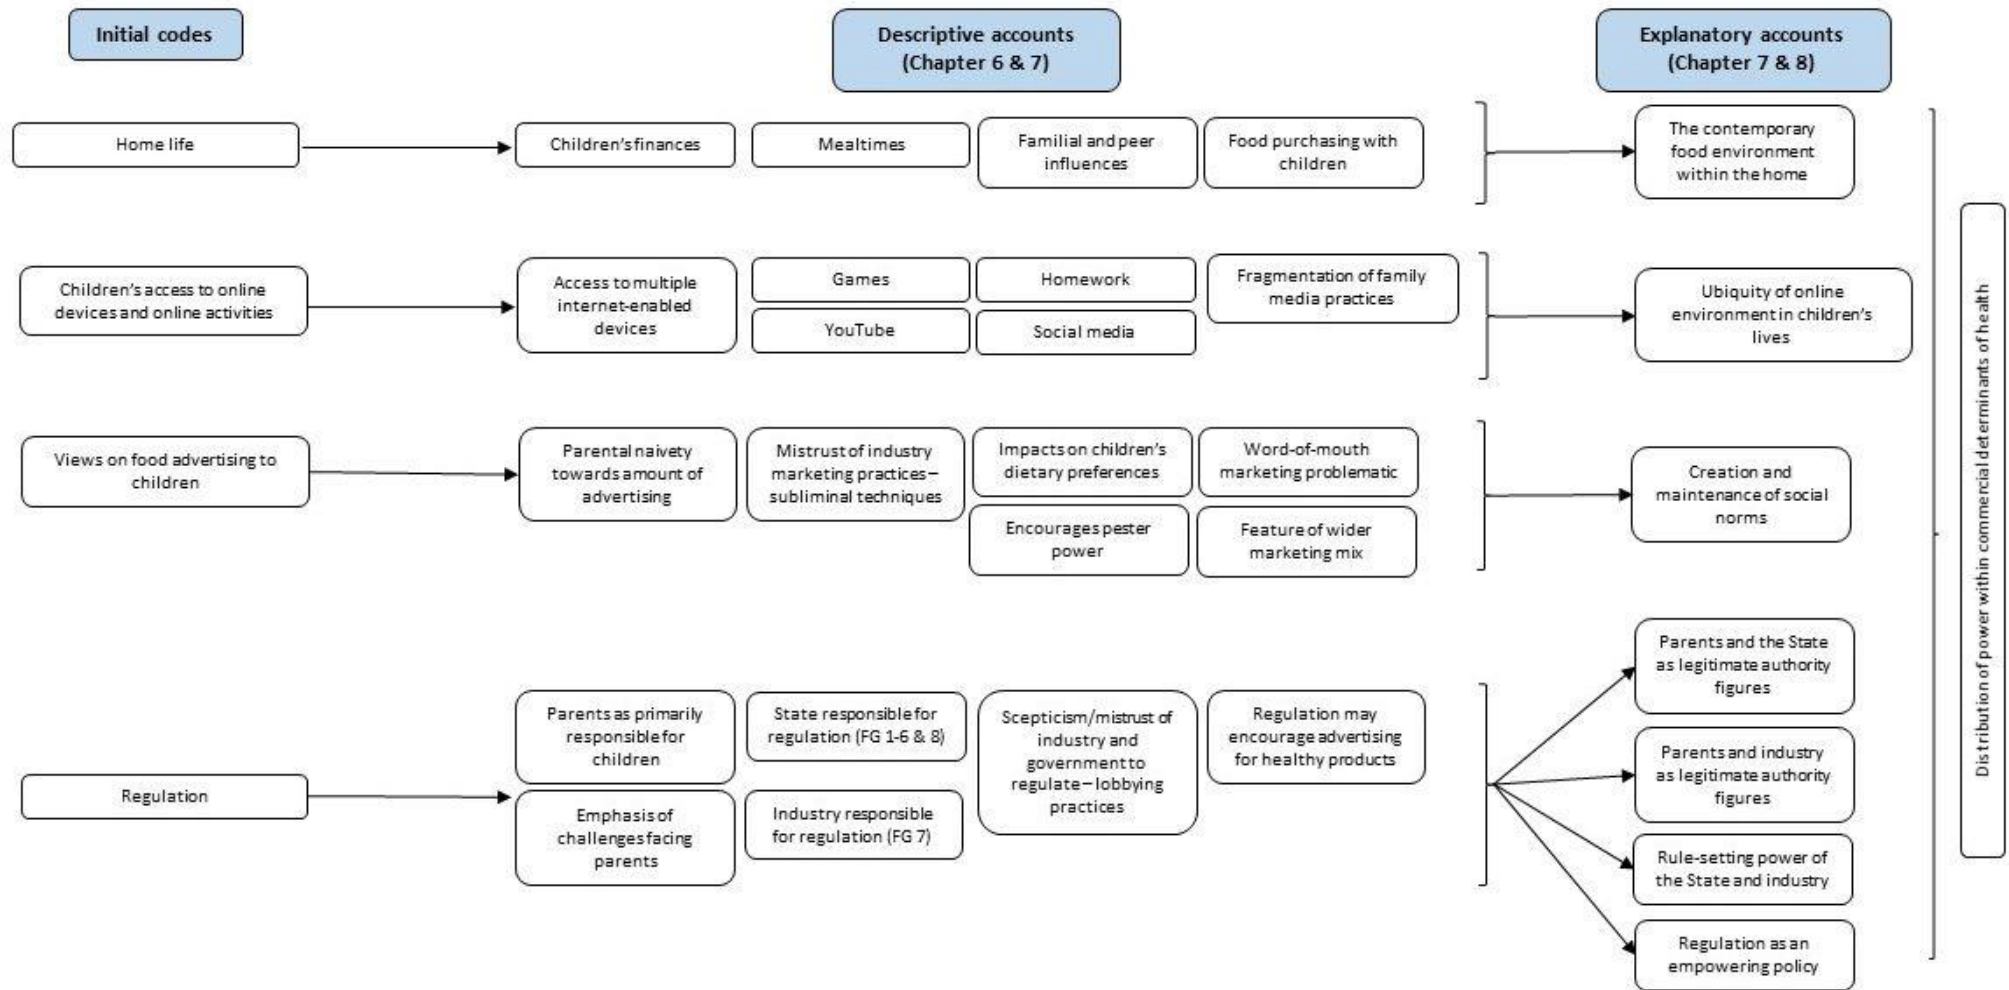 Initial codes
Descriptive accounts
(Chapter 6 & 7)
Explanatory accounts
(Chapter 7 & 8)
Home life
Children's finances
Mealtimes
Familial and peer
influences
Food purchasing with
children
The contemporary
food environment
within the home
Children's access to online
devices and online activities
Access to multiple
internet-enabled
devices
Games
YouTube
Homework
Social media
Fragmentation of family
media practices
Ubiquity of online
environment in children's
lives
Views on food advertising to
children
Parental naivety
towards amount of
advertising
Mistrust of industry
marketing practices–
subliminal techniques
Impacts on children's
dietary preferences
Encourages pester
power
Word-of-mouth
marketing problematic
Feature of wider
marketing mix
Creation and
maintenance of social
norms
Regulation
Parents as primarily
responsible for
children
Emphasis of
challenges facing
parents
State responsible for
regulation (FG 1-6 & 8)
Industry responsible
for regulation (FG 7)
Scepticism/mistrust of
industry and
government to
regulate – lobbying
practices
Regulation may
encourage advertising
for healthy products
Parents and the State
as legitimate authority
figures
Parents and industry
as legitimate authority
figures
Rule-setting power of
the State and industry
Regulation as an
empowering policy
Distribution of power within commercial determinants of health